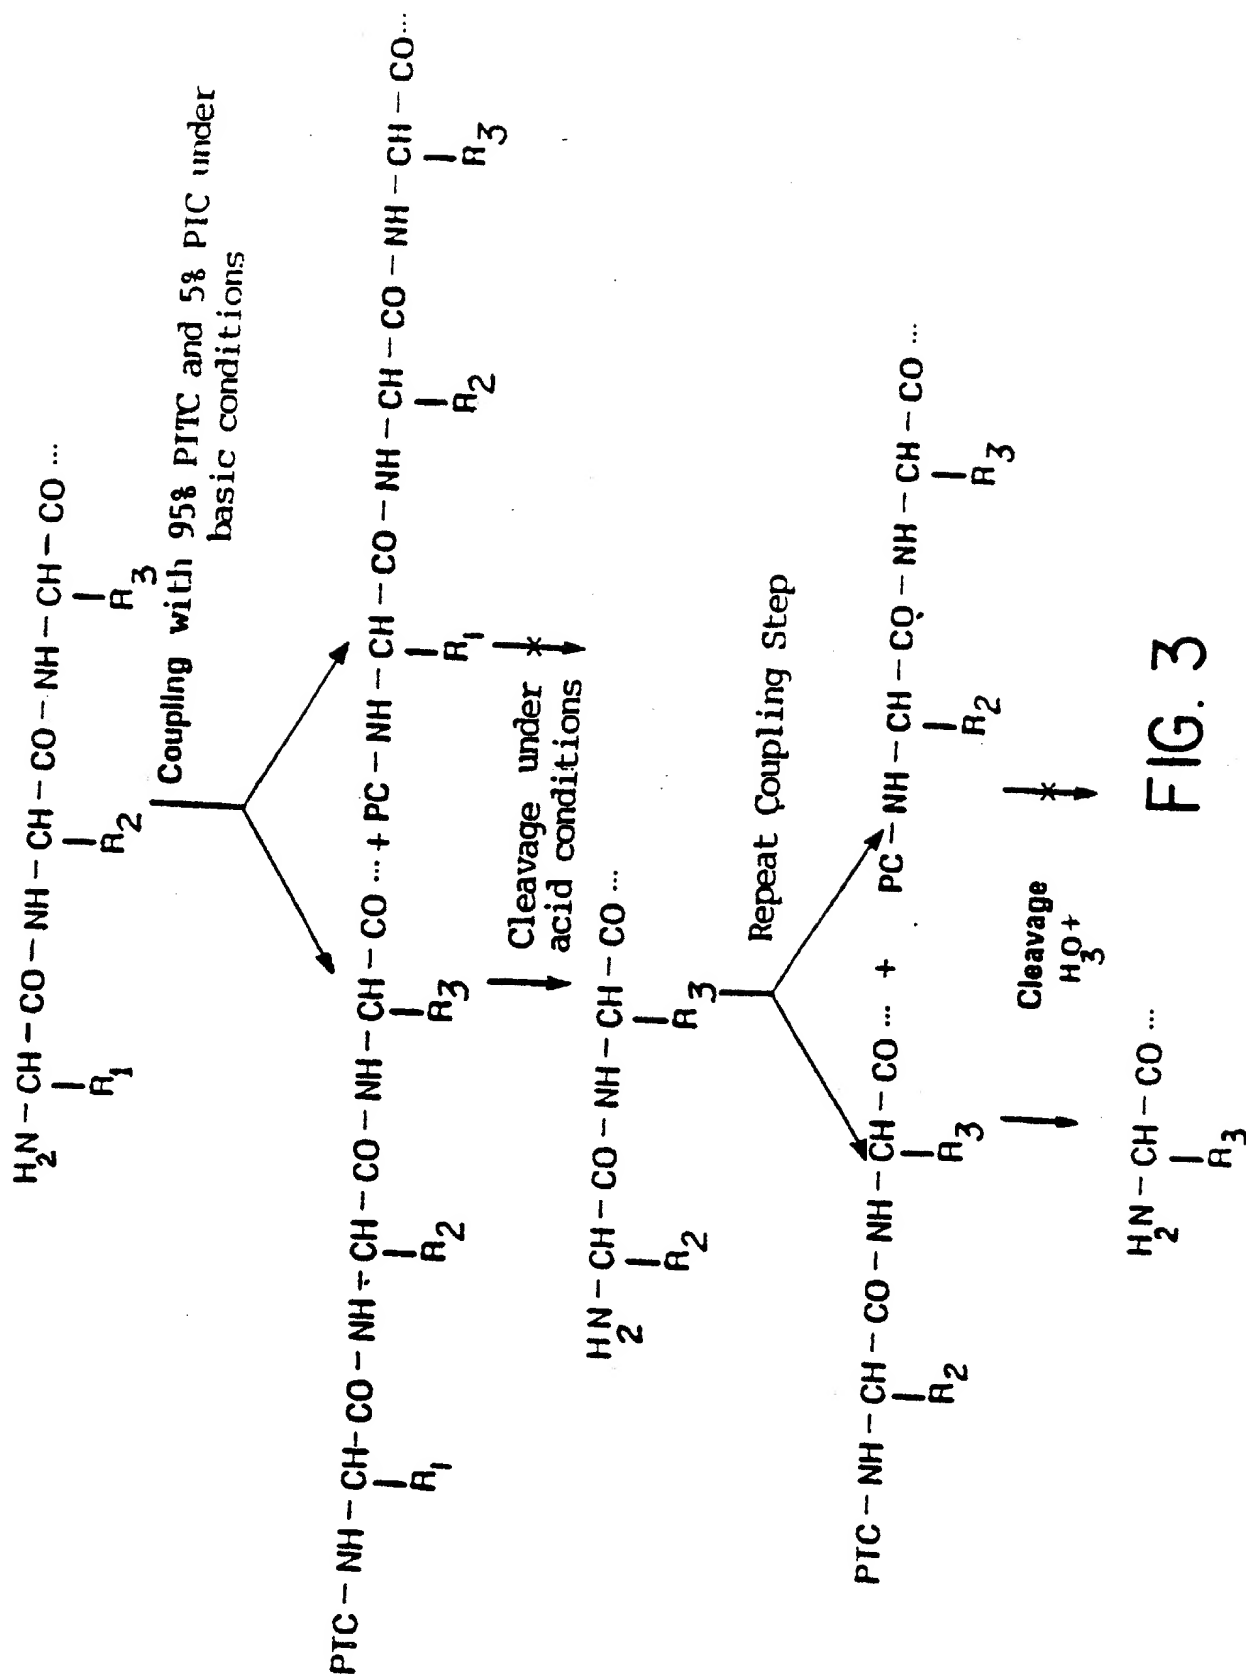 H2N-CH-CO-NH-CH-CO-NH-CH-CO...
R1 R2 R3
Coupling with 95% PITC and 5% PIC under
basic conditions
PTC-NH-CH-CO-NH-CH-CO-NH-CH-CO...+PC-NH-CH-CO-NH-CH-CO-NH-CH-CO...
R1 R2 R3 R1 R2 R3
Cleavage under
acid conditions
H2N-CH-CO-NH-CH-CO...
R2 R3
Repeat Coupling Step
PTC-NH-CH-CO-NH-CH-CO... + PC-NH-CH-CO-NH-CH-CO...
R2 R3 R2 R3
Cleavage
H3O+
H2N-CH-CO...
R3
FIG. 3